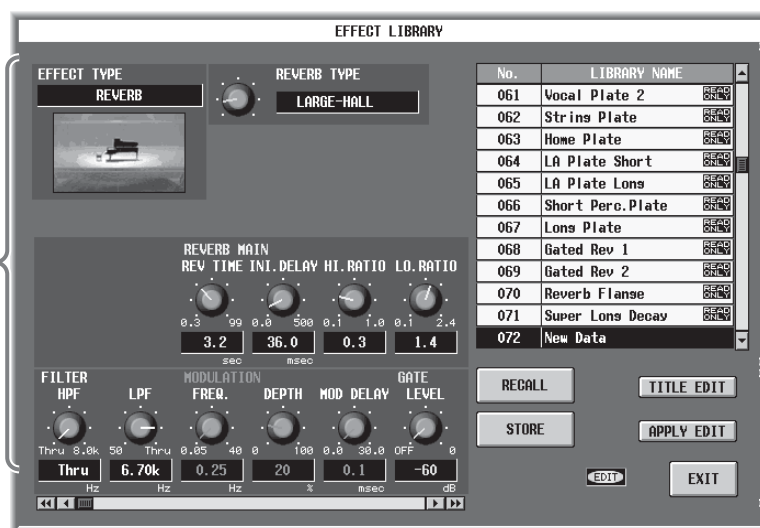 EFFECT LIBRARY
EFFECT TYPE
REVERB
REVERB TYPE
LARGE-HALL
No. LIBRARY NAME
061 Vocal Plate 2 READ ONLY
062 String Plate READ ONLY
063 Home Plate READ ONLY
064 LA Plate Short READ ONLY
065 LA Plate Long READ ONLY
066 Short Perc.Plate READ ONLY
067 Long Plate READ ONLY
068 Gated Rev 1 READ ONLY
069 Gated Rev 2 READ ONLY
070 Reverb Flange READ ONLY
071 Super Long Decay READ ONLY
072 New Data
REVERB MAIN
REV TIME INI.DELAY HI.RATIO LO.RATIO
0.3 99 0.0 500 0.1 1.0 0.1 2.4
3.2 36.0 0.3 1.4
sec msec
FILTER MODULATION GATE
HPF LPF FREQ. DEPTH MOD DELAY LEVEL
Thru 8.0k 50 Thru 0.05 40 0 100 0.0 30.0 OFF 0
Thru 6.70k 0.25 20 0.1 -60
Hz Hz Hz % msec dB
RECALL TITLE EDIT
STORE APPLY EDIT
EDIT EXIT